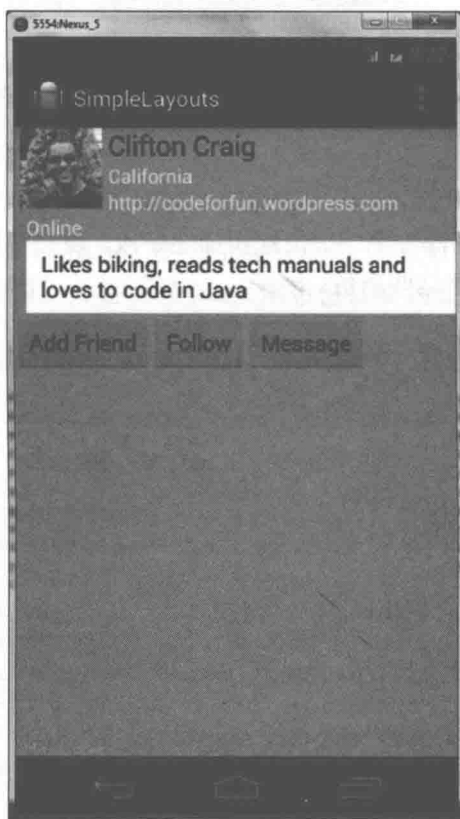 5554:Nexus_5
SimpleLayouts
Clifton Craig
California
http://codeforfun.wordpress.com
Online
Likes biking, reads tech manuals and
loves to code in Java
Add Friend
Follow
Message